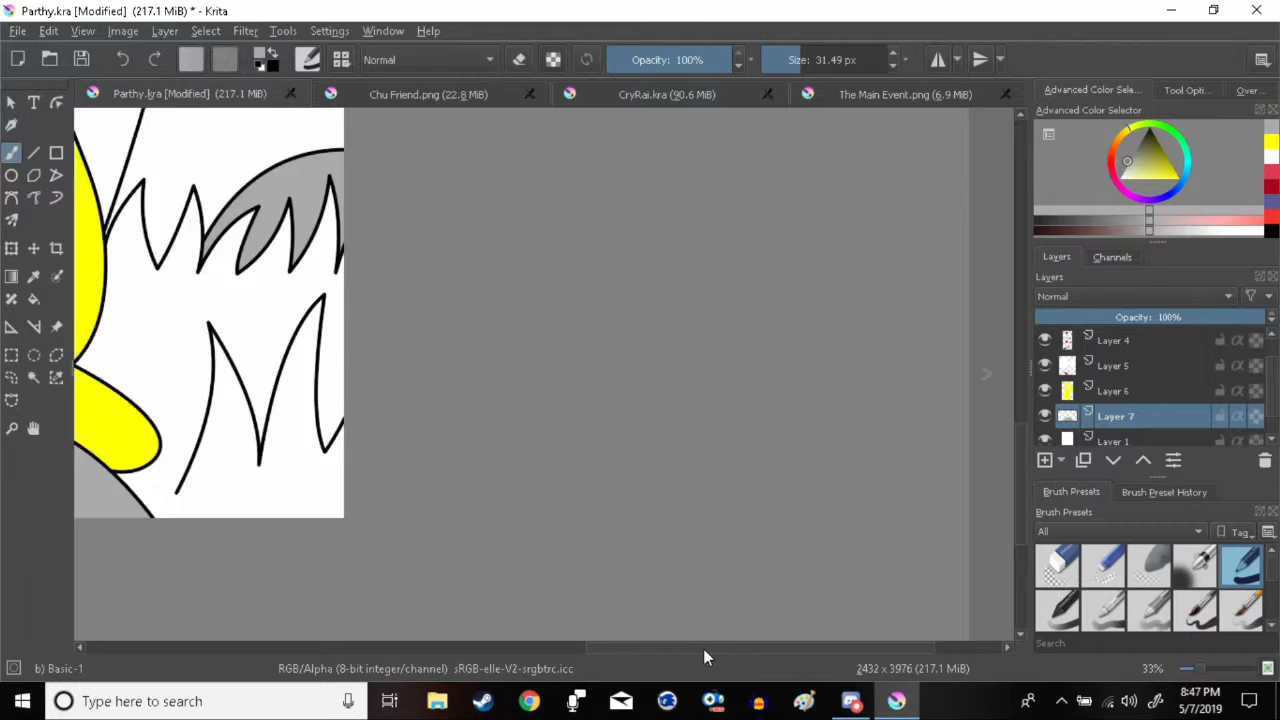 Parthy.kra [Modified]  (217.1 MiB) * - Krita
File Edit View Image Layer Select Filter Tools Settings Window Help
Normal Opacity: 100% Size: 31.49 px
Parthy.kra [Modified] (217.1 MiB) Chu Friend.png (22.8 MiB) CryRai.kra (90.6 MiB) The Main Event.png (6.9 MiB)
Advanced Color Sele... Tool Opti... Over...
Advanced Color Selector
Layers Channels
Layers
Normal
Opacity: 100%
Layer 4
Layer 5
Layer 6
Layer 7
Layer 1
Brush Presets Brush Preset History
Brush Presets
All Tag
Search
b) Basic-1 RGB/Alpha (8-bit integer/channel)  sRGB-elle-V2-srgbtrc.icc 2432 x 3976 (217.1 MiB) 33%
Type here to search
8:47 PM
5/7/2019